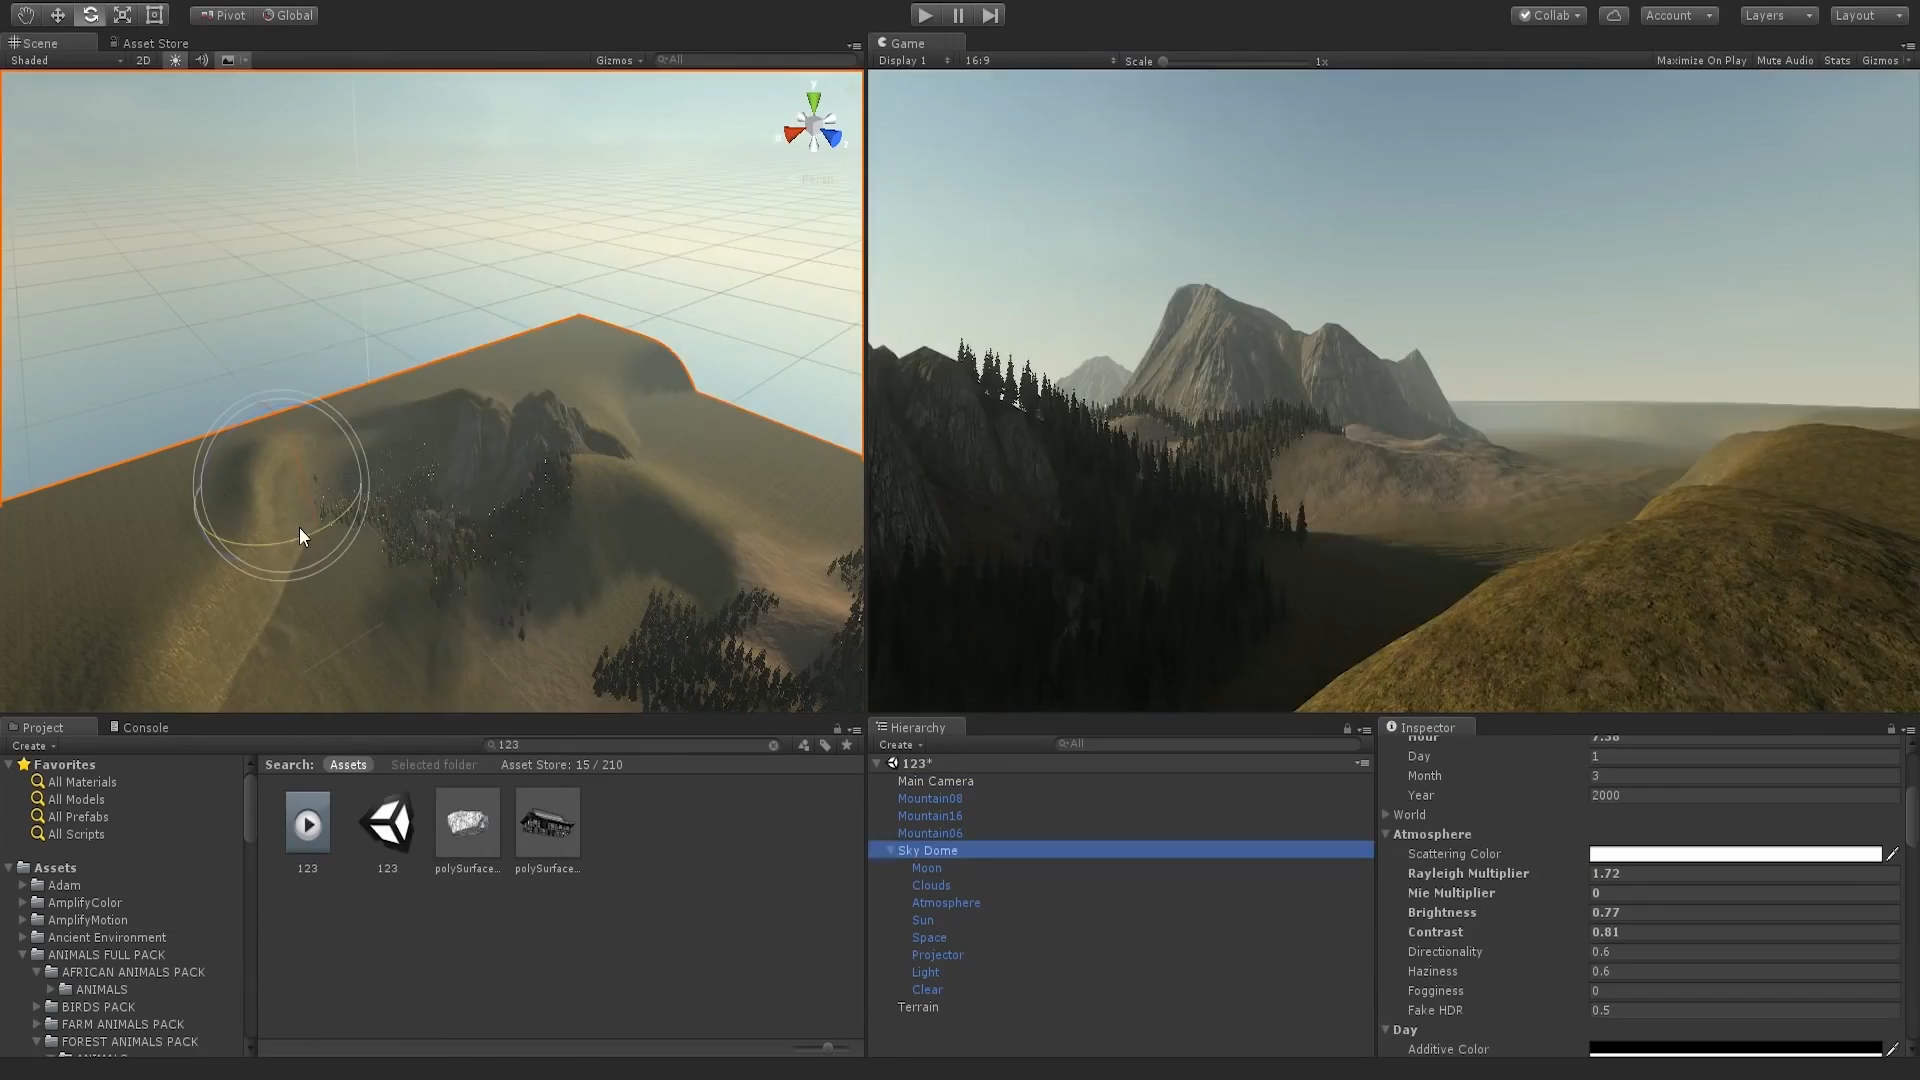 Pivot Global Collab Account Layers Layout
Scene Asset Store
Shaded 2D Gizmos All
y
Persp
Game
Display 1 16:9 Scale 1x Maximize On Play Mute Audio Stats Gizmos
Project Console
Create 123
Favorites
All Materials
All Models
All Prefabs
All Scripts
Assets
Adam
AmplifyColor
AmplifyMotion
Ancient Environment
ANIMALS FULL PACK
AFRICAN ANIMALS PACK
ANIMALS
BIRDS PACK
FARM ANIMALS PACK
FOREST ANIMALS PACK
ANIMALS
Search: Assets Selected folder Asset Store: 15 / 210
123
123
polySurface...
polySurface...
Hierarchy
Create All
123*
Main Camera
Mountain08
Mountain16
Mountain06
Sky Dome
Moon
Clouds
Atmosphere
Sun
Space
Projector
Light
Clear
Terrain
Inspector
Hour 7.38
Day 1
Month 3
Year 2000
World
Atmosphere
Scattering Color
Rayleigh Multiplier 1.72
Mie Multiplier 0
Brightness 0.77
Contrast 0.81
Directionality 0.6
Haziness 0.6
Fogginess 0
Fake HDR 0.5
Day
Additive Color